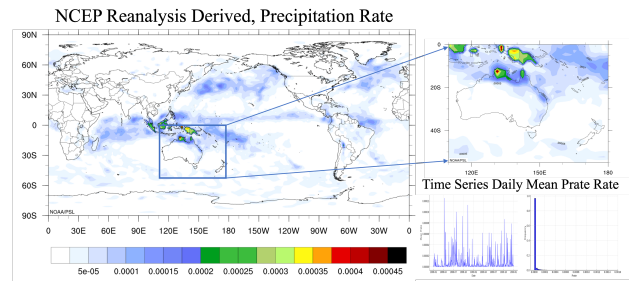 NCEP Reanalysis Derived, Precipitation Rate
90N
60N
30N
0
30S
60S
90S
NOAA/PSL
0 30E 60E 90E 120E 150E 180 150W 120W 90W 60W 30W 0
5e-05 0.0001 0.00015 0.0002 0.00025 0.0003 0.00035 0.0004 0.00045
0
20S
40S
NOAA/PSL
120E 150E 180
Time Series Daily Mean Prate Rate